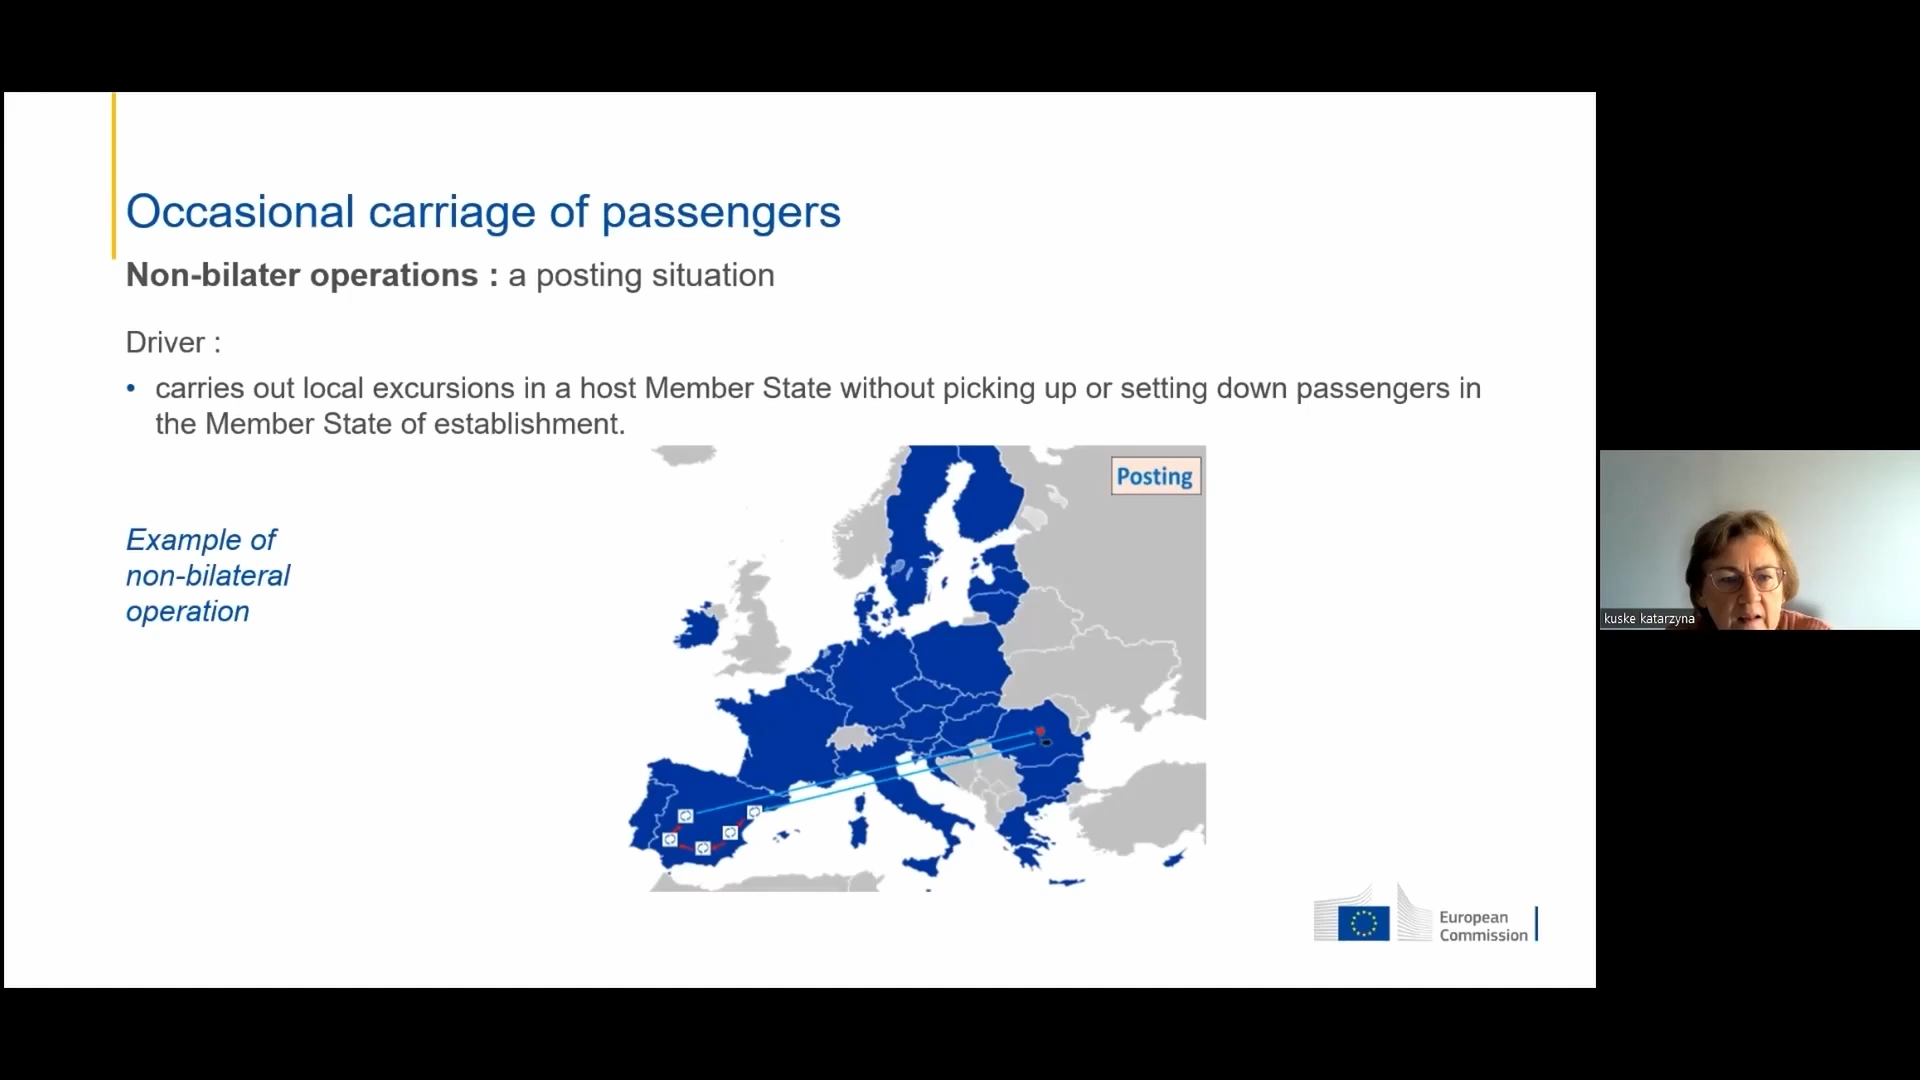 Occasional carriage of passengers
Non-bilater operations : a posting situation
Driver :
• carries out local excursions in a host Member State without picking up or setting down passengers in
the Member State of establishment.
Posting
Example of
non-bilateral
operation
kuske katarzyna
European
Commission